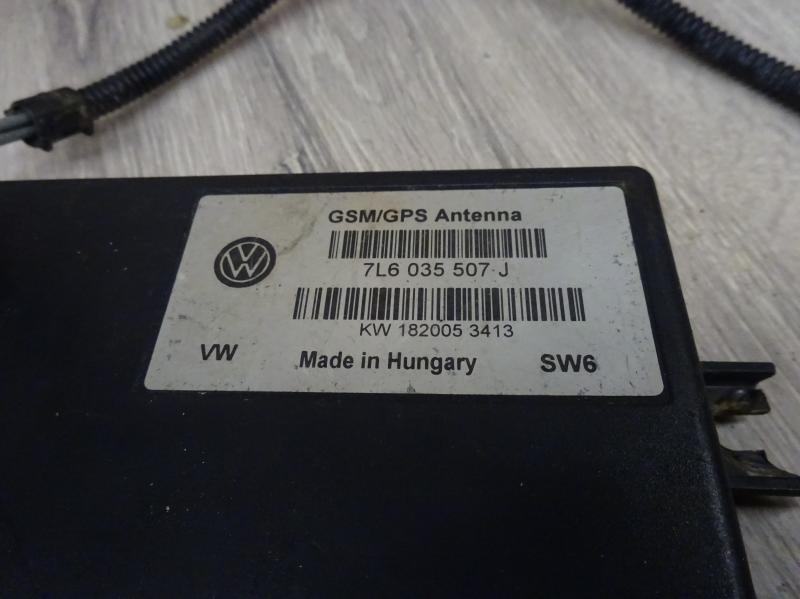 GSM/GPS Antenna
7L6 035 507 J
KW 182005 3413
VW Made in Hungary SW6